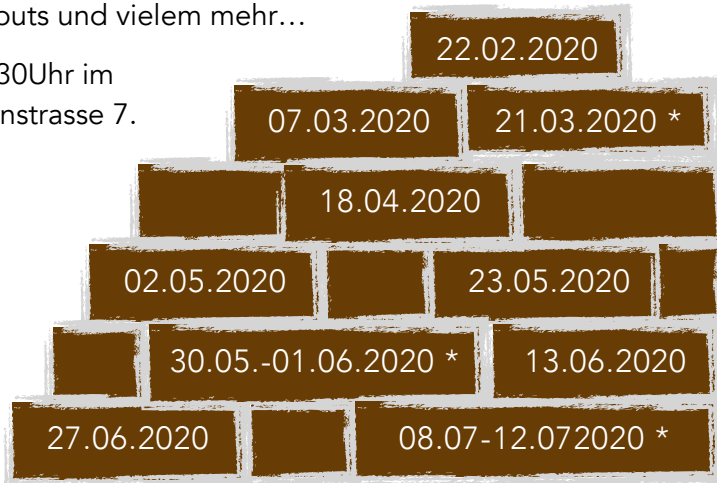 outs und vielem mehr…
30Uhr im
nstrasse 7.
22.02.2020
07.03.2020 21.03.2020 *
18.04.2020
02.05.2020 23.05.2020
30.05.-01.06.2020 * 13.06.2020
27.06.2020 08.07-12.072020 *